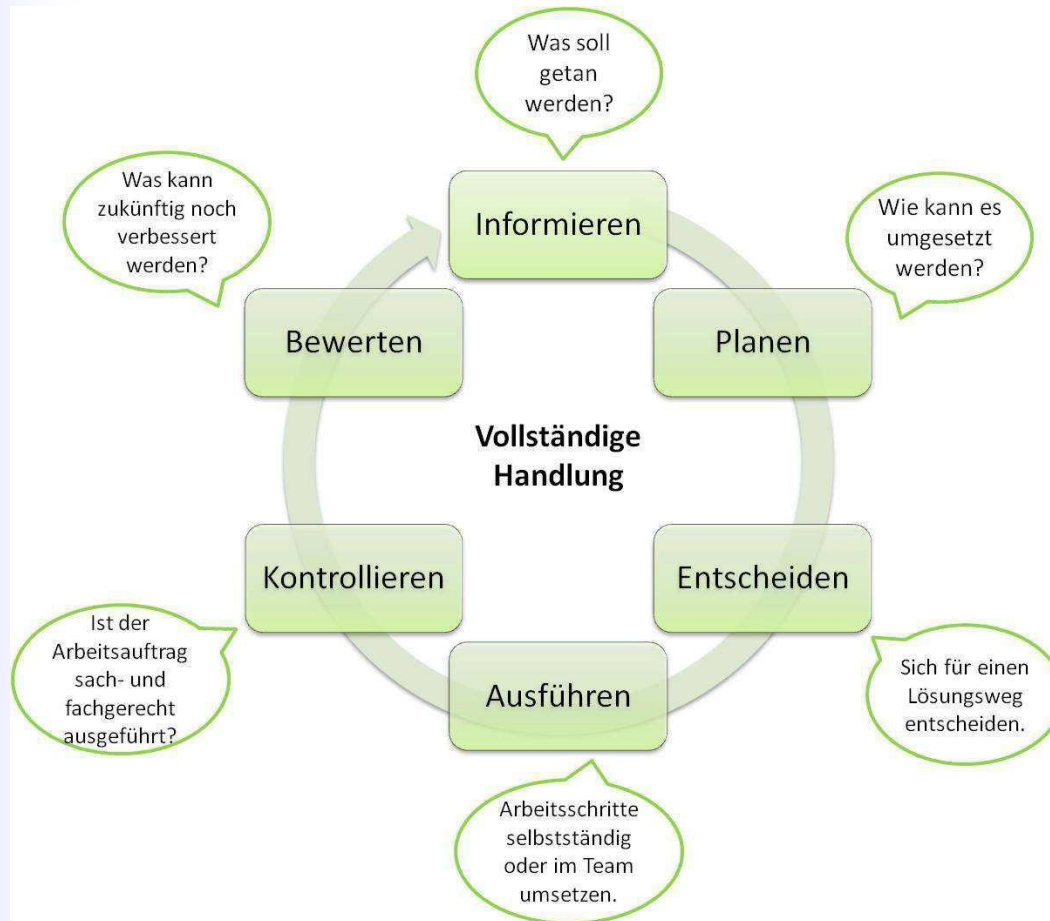 Was soll
getan
werden?
Informieren
Wie kann es
umgesetzt
werden?
Planen
Sich für einen
Lösungsweg
entscheiden.
Entscheiden
Arbeitsschritte
selbstständig
oder im Team
umsetzen.
Ausführen
Ist der
Arbeitsauftrag
sach- und
fachgerecht
ausgeführt?
Kontrollieren
Was kann
zukünftig noch
verbessert
werden?
Bewerten
Vollständige
Handlung